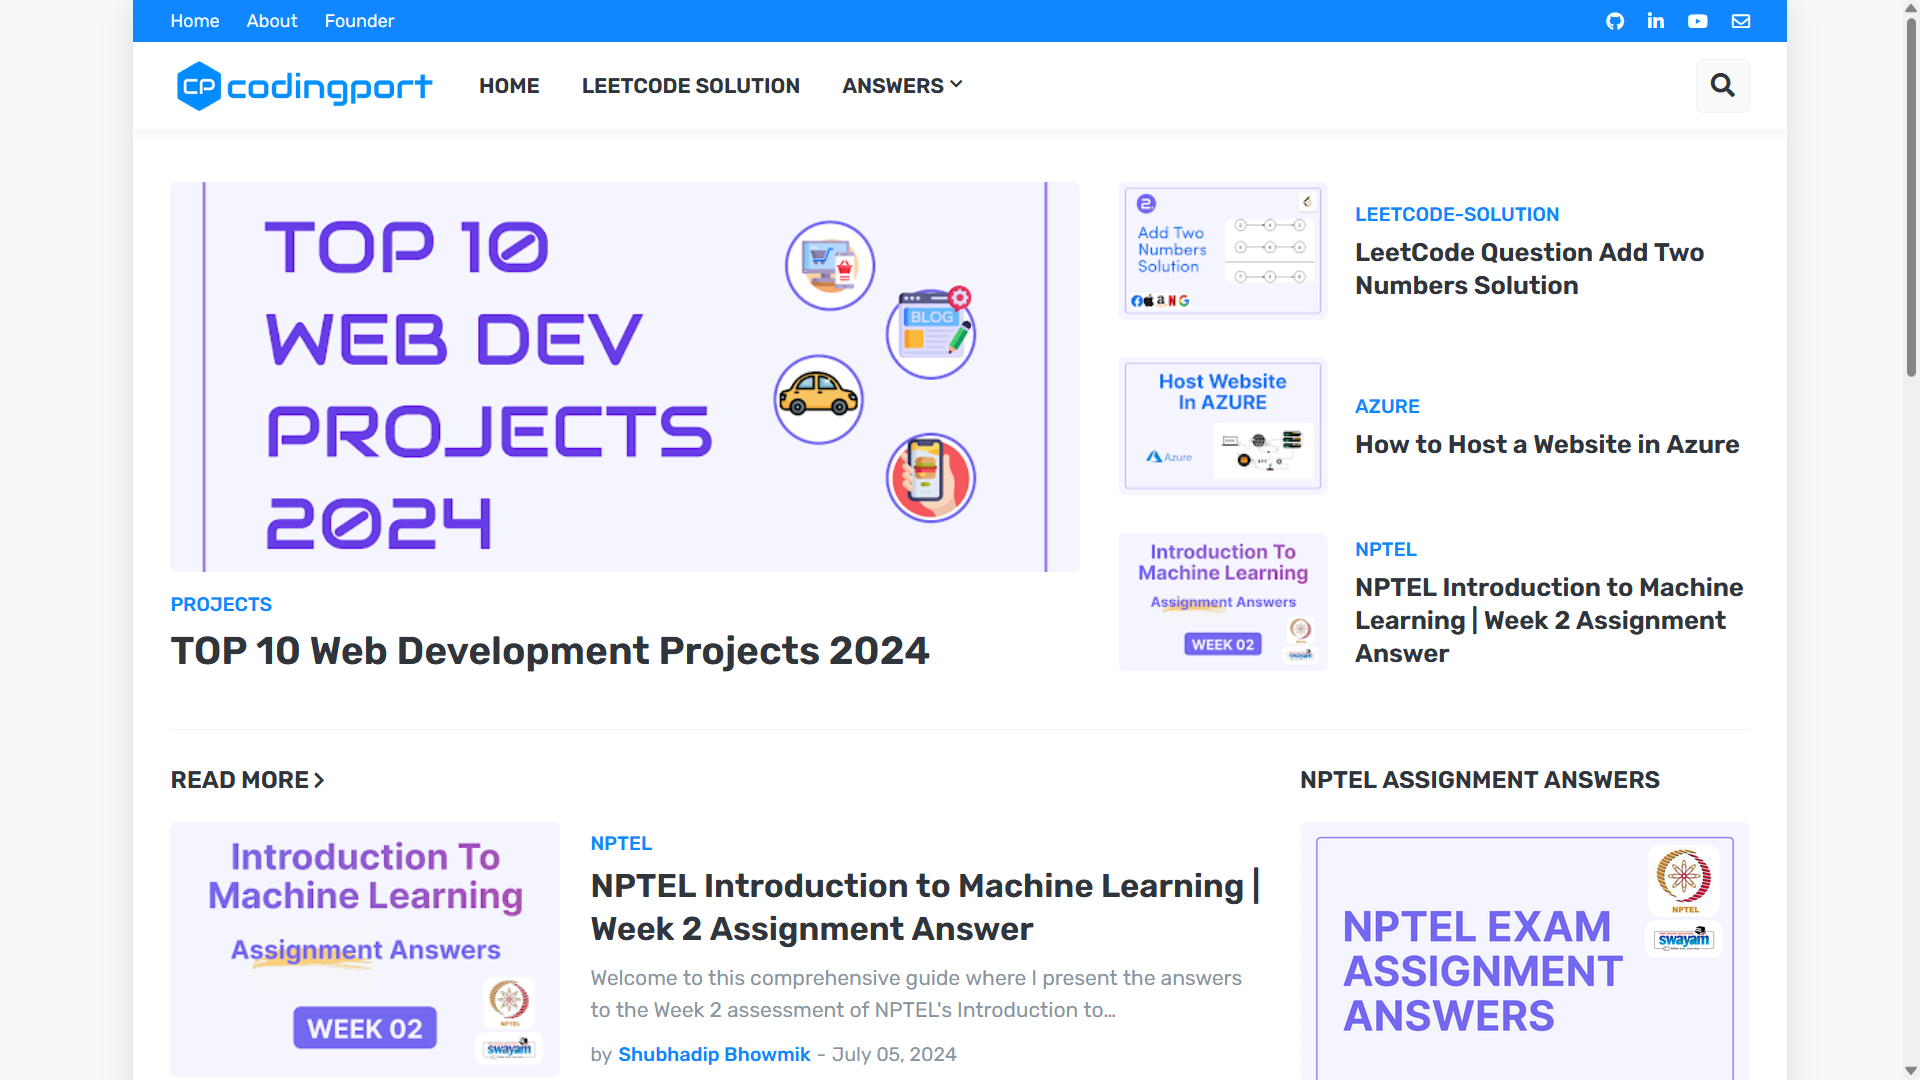 Home About Founder
CP codingport
HOME LEETCODE SOLUTION ANSWERS
TOP 10
WEB DEV
PROJECTS
2024
BLOG
PROJECTS
TOP 10 Web Development Projects 2024
2
Add Two
Numbers
Solution
LEETCODE-SOLUTION
LeetCode Question Add Two
Numbers Solution
Host Website
In AZURE
Azure
AZURE
How to Host a Website in Azure
Introduction To
Machine Learning
Assignment Answers
WEEK 02
swayam
NPTEL
NPTEL Introduction to Machine
Learning | Week 2 Assignment
Answer
READ MORE
Introduction To
Machine Learning
Assignment Answers
WEEK 02
NPTEL
swayam
NPTEL
NPTEL Introduction to Machine Learning |
Week 2 Assignment Answer
Welcome to this comprehensive guide where I present the answers
to the Week 2 assessment of NPTEL's Introduction to…
by Shubhadip Bhowmik - July 05, 2024
NPTEL ASSIGNMENT ANSWERS
NPTEL EXAM
ASSIGNMENT
ANSWERS
NPTEL
swayam